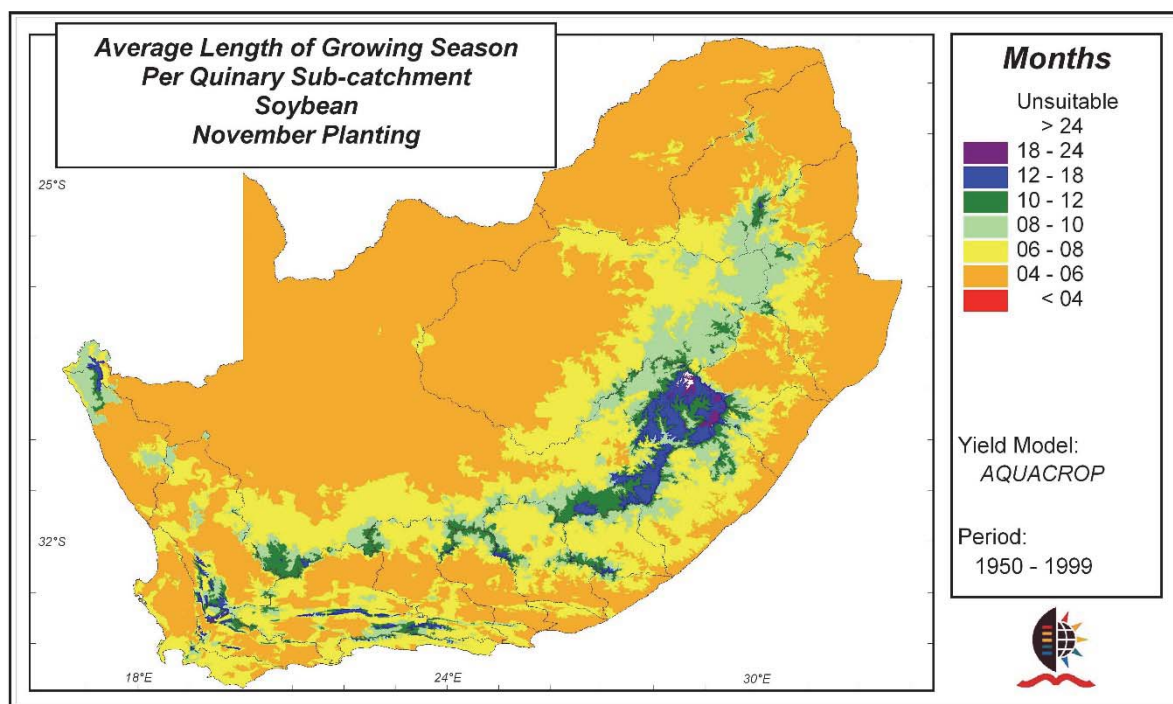 Average Length of Growing Season
Per Quinary Sub-catchment
Soybean
November Planting
25°S
32°S
18°E
24°E
30°E
Months
Unsuitable
> 24
18 - 24
12 - 18
10 - 12
08 - 10
06 - 08
04 - 06
< 04
Yield Model:
AQUACROP
Period:
1950 - 1999